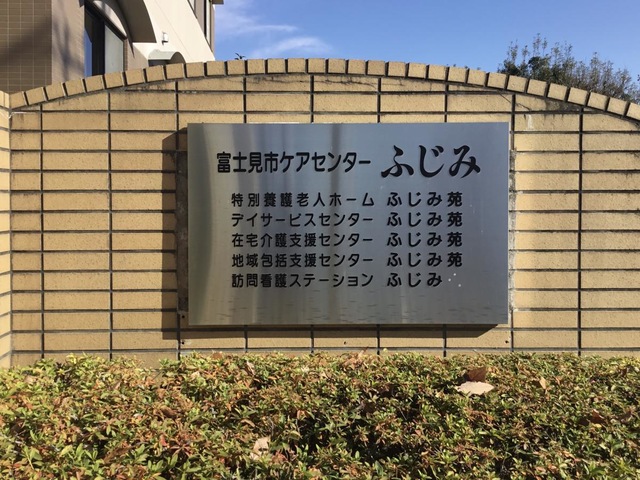 富士見市ケアセンター ふじみ
特別養護老人ホーム ふじみ苑
デイサービスセンター ふじみ苑
在宅介護支援センター ふじみ苑
地域包括支援センター ふじみ苑
訪問看護ステーション ふじみ